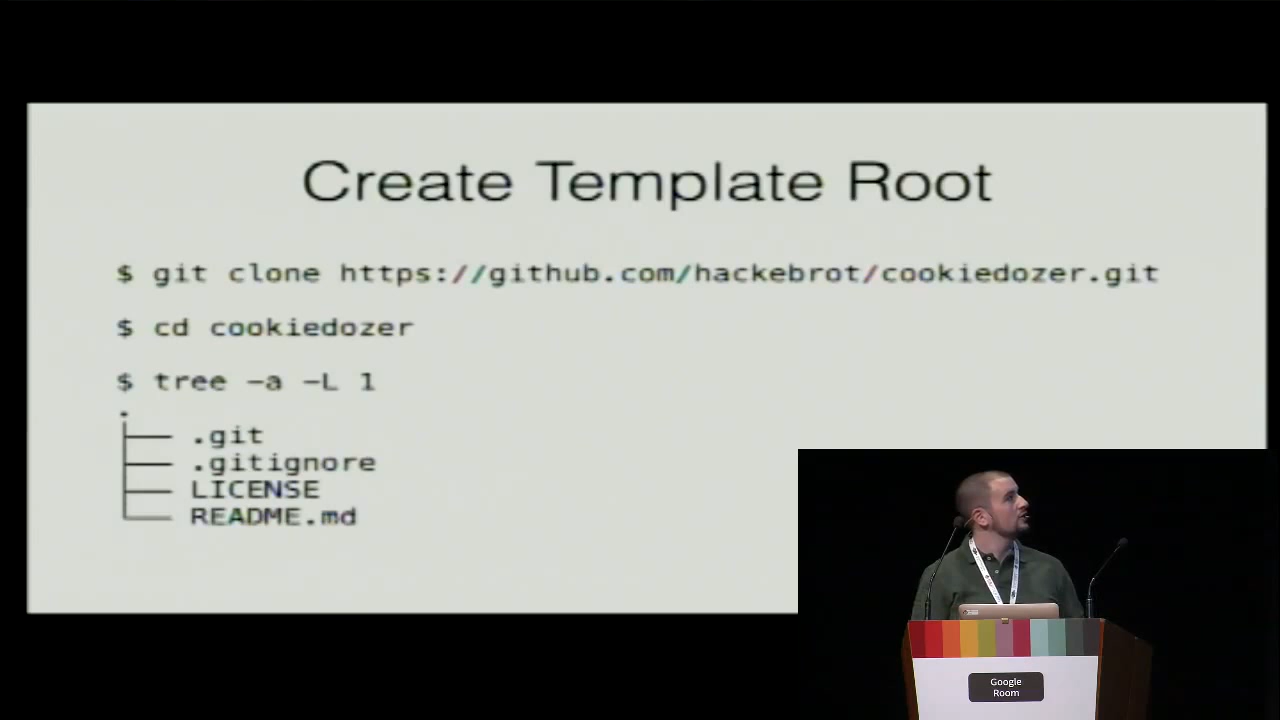 Create Template Root
$ git clone https://github.com/hackebrot/cookiedozer.git
$ cd cookiedozer
$ tree -a -L 1
.
├── .git
├── .gitignore
├── LICENSE
└── README.md
Google
Room